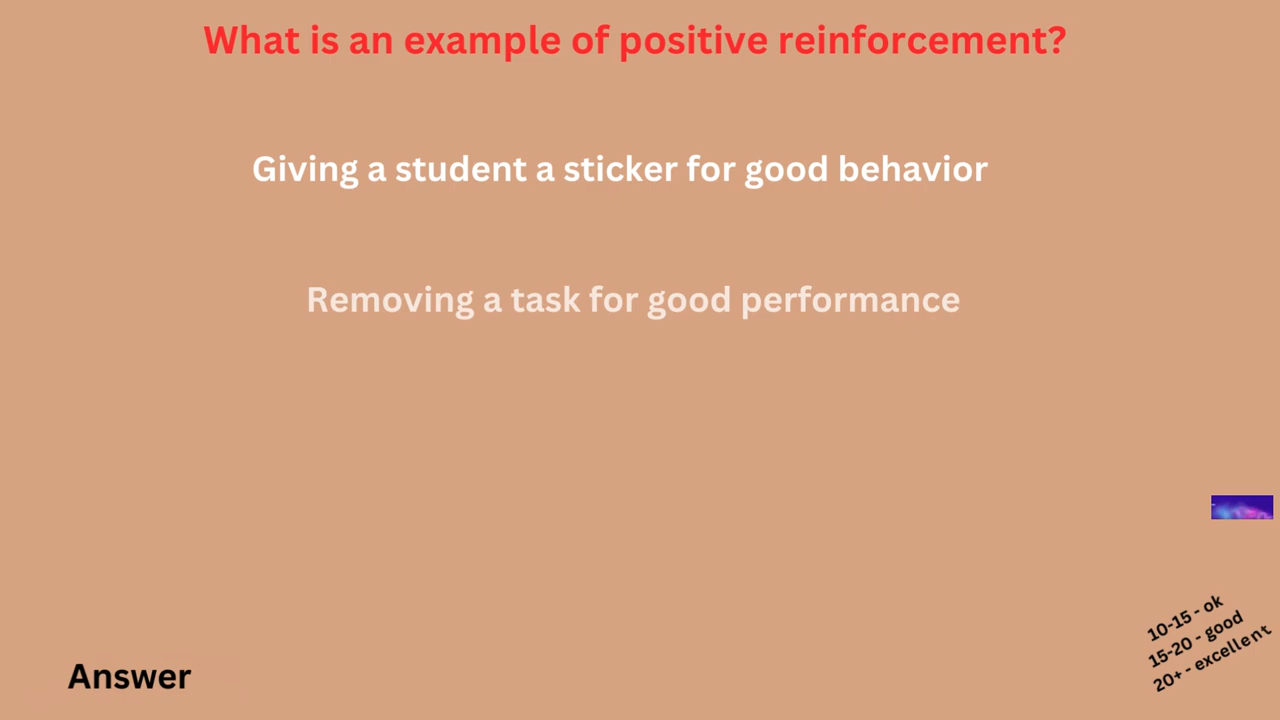 What is an example of positive reinforcement?
Giving a student a sticker for good behavior
Removing a task for good performance
10-15 - ok
15-20 - good
20+ - excellent
Answer